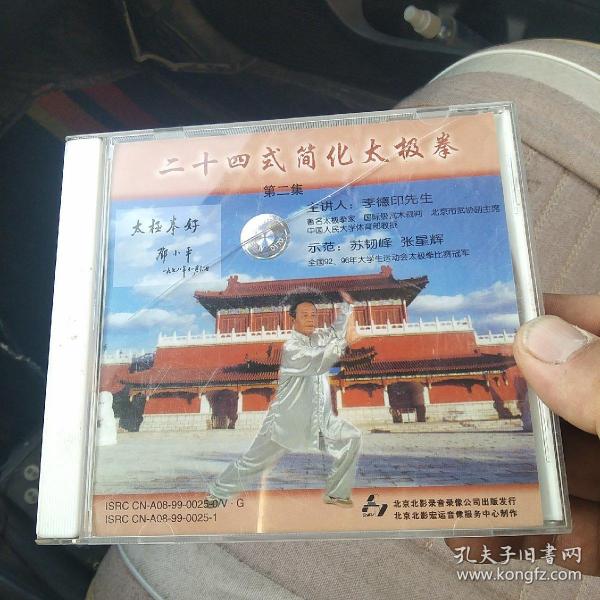 二十四式简化太极拳
第二集
主讲人：李德印先生
著名太极拳家 国际级武术裁判 北京市武协副主席
中国人民大学体育部教授
示范：苏韧峰 张星辉
全国92、96年大学生运动会太极拳比赛冠军
太极拳好
邓小平
ISRC CN-A08-99-0025-0/V·G
ISRC CN-A08-99-0025-1
北京北影录音录像公司出版发行
北京北影宏运音像服务中心制作
孔夫子旧书网
www.kongfz.com